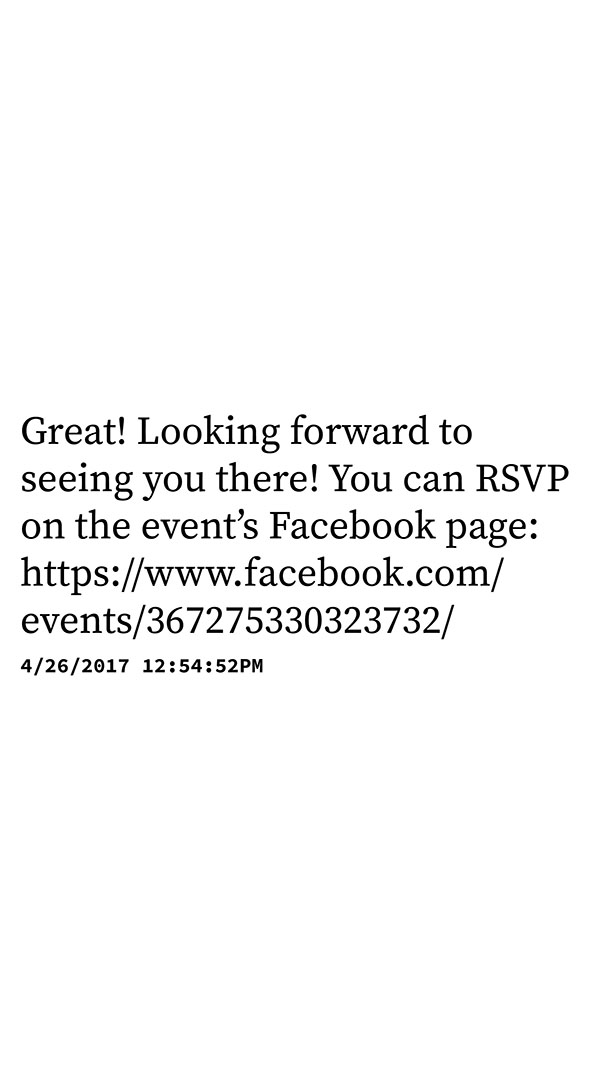 Great! Looking forward to
seeing you there! You can RSVP
on the event’s Facebook page:
https://www.facebook.com/
events/367275330323732/
4/26/2017 12:54:52PM